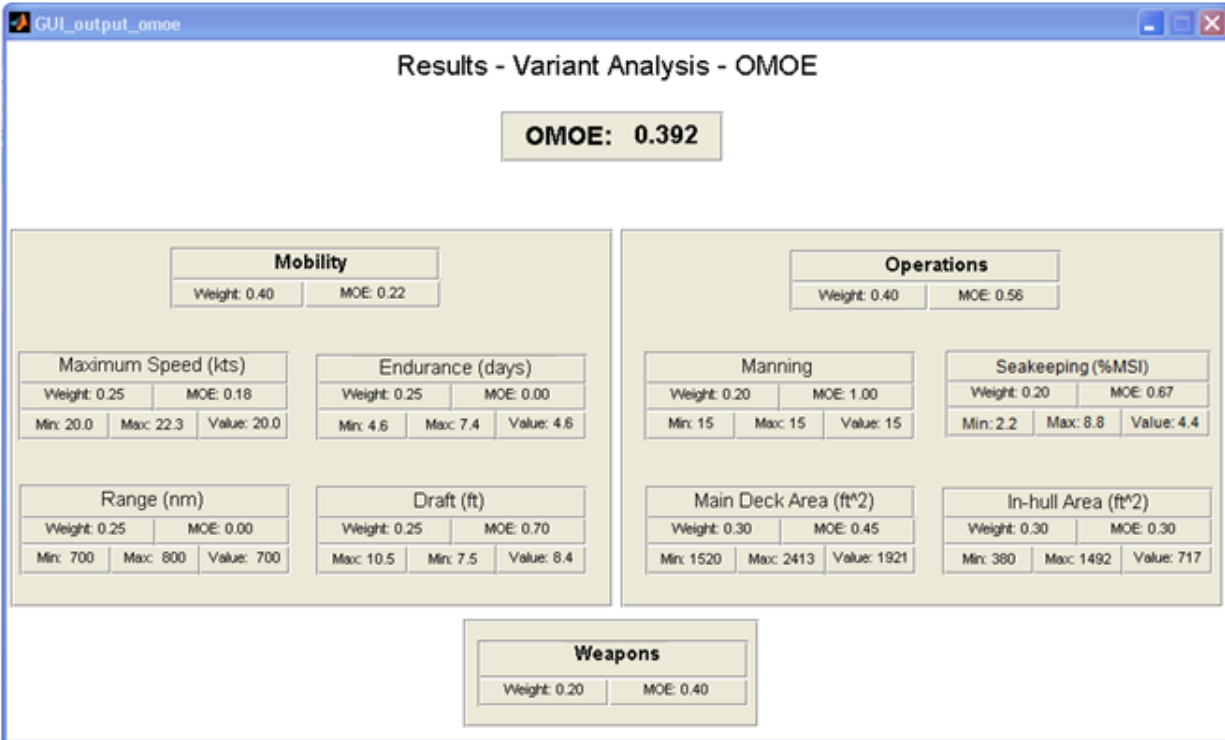 GUI_output_omoe
Results - Variant Analysis - OMOE
OMOE: 0.392
Mobility
Weight: 0.40 MOE: 0.22
Maximum Speed (kts)
Weight: 0.25 MOE: 0.18
Min: 20.0 Max: 22.3 Value: 20.0
Endurance (days)
Weight: 0.25 MOE: 0.00
Min: 4.6 Max: 7.4 Value: 4.6
Range (nm)
Weight: 0.25 MOE: 0.00
Min: 700 Max: 800 Value: 700
Draft (ft)
Weight: 0.25 MOE: 0.70
Max: 10.5 Min: 7.5 Value: 8.4
Operations
Weight: 0.40 MOE: 0.56
Manning
Weight: 0.20 MOE: 1.00
Min: 15 Max: 15 Value: 15
Seakeeping (%MSI)
Weight: 0.20 MOE: 0.67
Min: 2.2 Max: 8.8 Value: 4.4
Main Deck Area (ft^2)
Weight: 0.30 MOE: 0.45
Min: 1520 Max: 2413 Value: 1921
In-hull Area (ft^2)
Weight: 0.30 MOE: 0.30
Min: 380 Max: 1492 Value: 717
Weapons
Weight: 0.20 MOE: 0.40